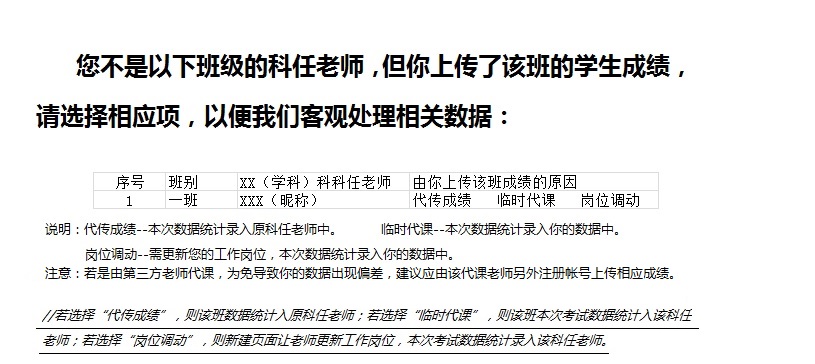 您不是以下班级的科任老师，但你上传了该班的学生成绩，
请选择相应项，以便我们客观处理相关数据：
序号 班别 XX（学科）科科任老师 由你上传该班成绩的原因
1 一班 XXX（昵称） 代传成绩 临时代课 岗位调动
说明：代传成绩--本次数据统计录入原科任老师中。 临时代课--本次数据统计录入你的数据中。
岗位调动--需更新您的工作岗位，本次数据统计录入你的数据中。
注意：若是由第三方老师代课，为免导致你的数据出现偏差，建议应由该代课老师另外注册帐号上传相应成绩。
//若选择“代传成绩”，则该班数据统计入原科任老师；若选择“临时代课”，则该班本次考试数据统计入该科任
老师；若选择“岗位调动”，则新建页面让老师更新工作岗位，本次考试数据统计录入该科任老师。